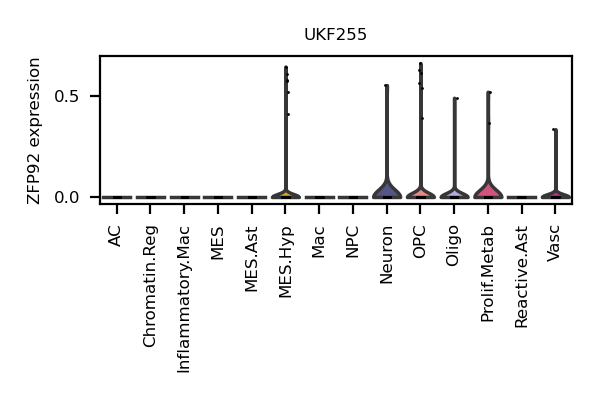 UKF255
ZFP92 expression
0.5
0.0
AC
Chromatin.Reg
Inflammatory.Mac
MES
MES.Ast
MES.Hyp
Mac
NPC
Neuron
OPC
Oligo
Prolif.Metab
Reactive.Ast
Vasc